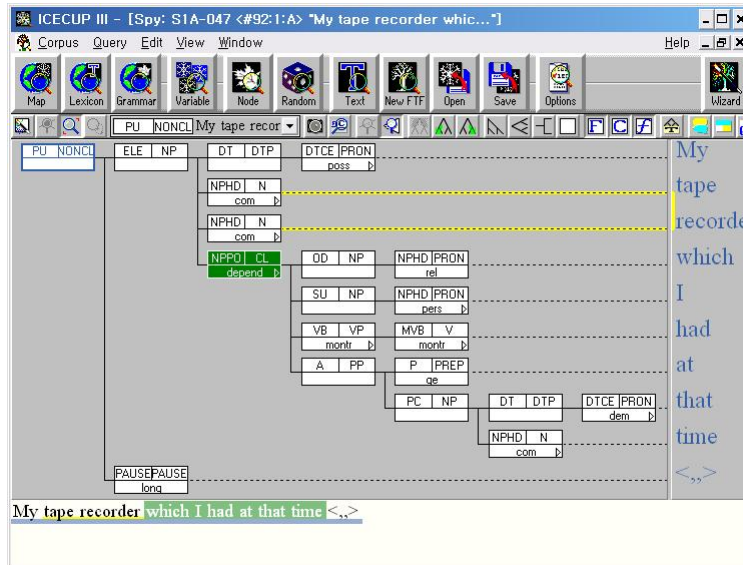 ICECUP III - [Spy: S1A-047 <#92:1:A> "My tape recorder whic..."]
Corpus Query Edit View Window Help
Map Lexicon Grammar Variable Node Random Text New FTF Open Save Options Wizard
PU NONCL My tape recor F C f
PU NONCL ELE NP DT DTP DTCE PRON My
poss
NPHD N tape
com
NPHD N recorde
com
NPPO CL OD NP NPHD PRON which
depend rel
SU NP NPHD PRON I
pers
VB VP MVB V had
montr montr
A PP P PREP at
ge
PC NP DT DTP DTCE PRON that
dem
NPHD N time
com
PAUSE PAUSE <,,>
long
My tape recorder which I had at that time <,,>